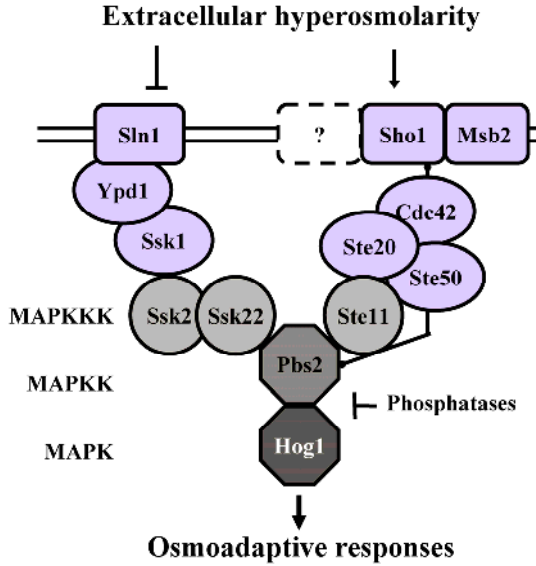 Extracellular hyperosmolarity
Sln1
?
Sho1
Msb2
Ypd1
Cdc42
Ssk1
Ste20
Ste50
MAPKKK
Ssk2
Ssk22
Ste11
Pbs2
MAPKK
Phosphatases
Hog1
MAPK
Osmoadaptive responses